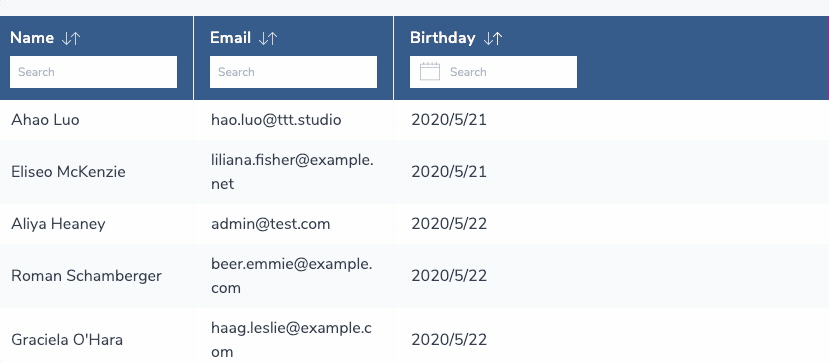 Name Email Birthday
Search Search Search
Ahao Luo hao.luo@ttt.studio 2020/5/21
liliana.fisher@example.
Eliseo McKenzie 2020/5/21
net
Aliya Heaney admin@test.com 2020/5/22
beer.emmie@example.
Roman Schamberger 2020/5/22
com
haag.leslie@example.c
Graciela O'Hara 2020/5/22
om